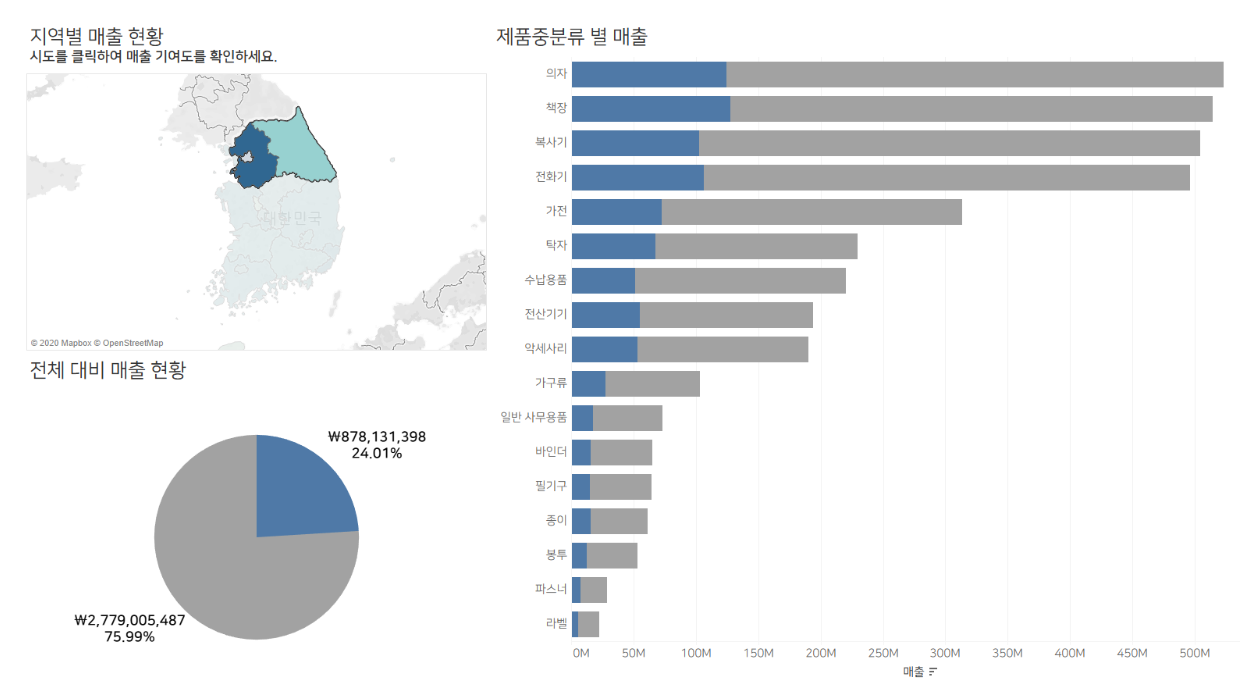 지역별 매출 현황
시도를 클릭하여 매출 기여도를 확인하세요.
대한민국
© 2020 Mapbox © OpenStreetMap
전체 대비 매출 현황
₩878,131,398
24.01%
₩2,779,005,487
75.99%
제품중분류 별 매출
의자
책장
복사기
전화기
가전
탁자
수납용품
전산기기
악세사리
가구류
일반 사무용품
바인더
필기구
종이
봉투
파스너
라벨
0M 50M 100M 150M 200M 250M 300M 350M 400M 450M 500M
매출